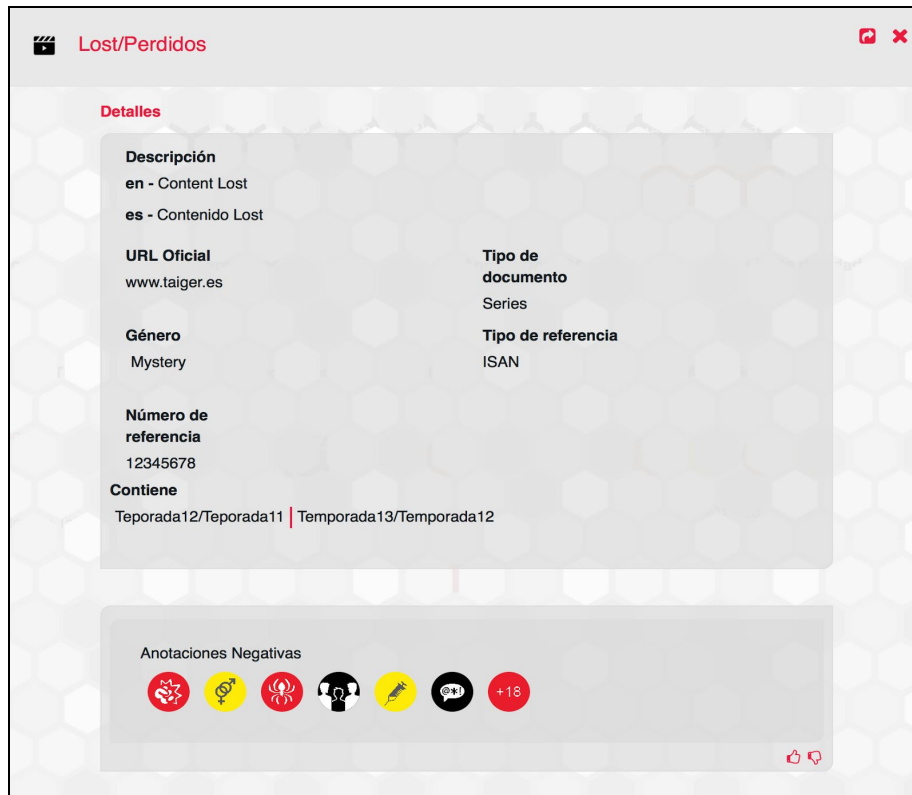 Lost/Perdidos
Detalles
Descripción
en - Content Lost
es - Contenido Lost
URL Oficial
www.taiger.es
Tipo de
documento
Series
Género
Mystery
Tipo de referencia
ISAN
Número de
referencia
12345678
Contiene
Teporada12/Teporada11 | Temporada13/Temporada12
Anotaciones Negativas
@*!
+18